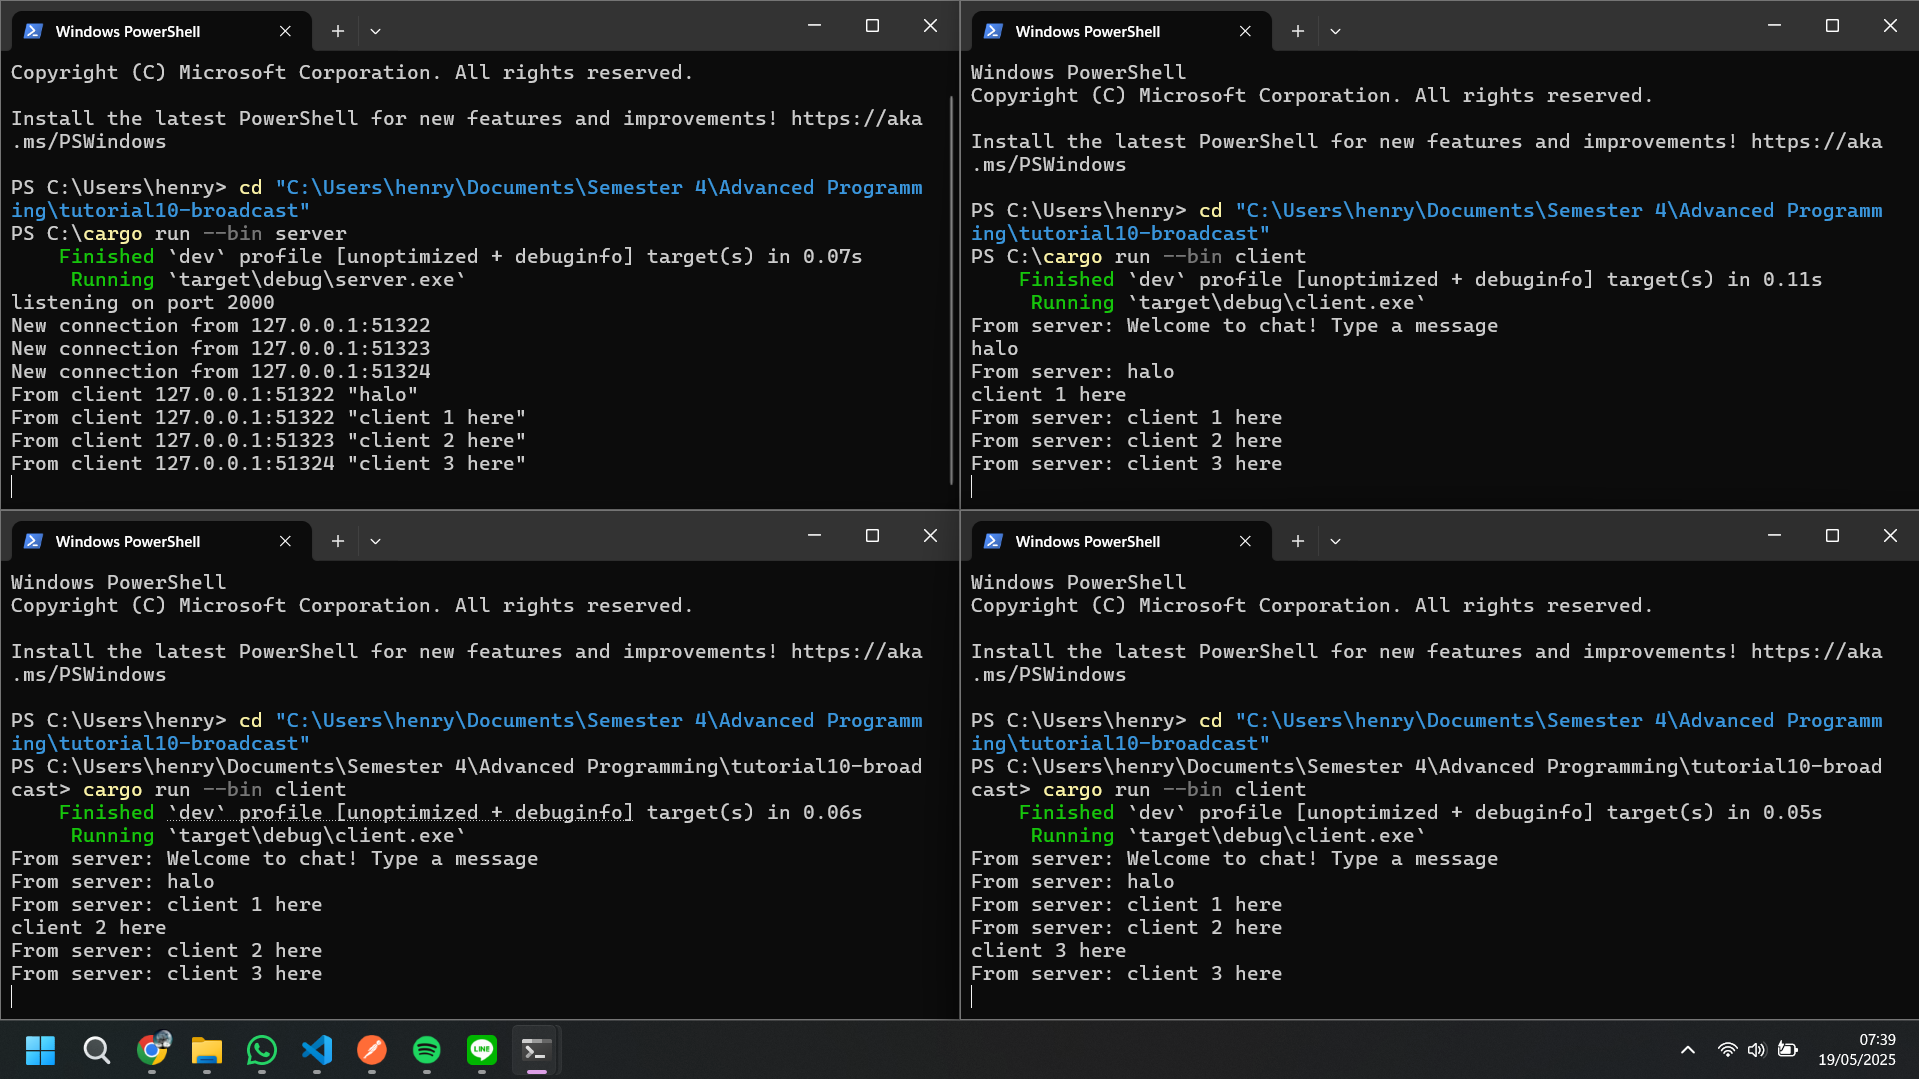 Windows PowerShell
Copyright (C) Microsoft Corporation. All rights reserved.
Install the latest PowerShell for new features and improvements! https://aka
.ms/PSWindows
PS C:\Users\henry> cd "C:\Users\henry\Documents\Semester 4\Advanced Programm
ing\tutorial10-broadcast"
PS C:\cargo run --bin server
    Finished `dev` profile [unoptimized + debuginfo] target(s) in 0.07s
     Running `target\debug\server.exe`
listening on port 2000
New connection from 127.0.0.1:51322
New connection from 127.0.0.1:51323
New connection from 127.0.0.1:51324
From client 127.0.0.1:51322 "halo"
From client 127.0.0.1:51322 "client 1 here"
From client 127.0.0.1:51323 "client 2 here"
From client 127.0.0.1:51324 "client 3 here"
Windows PowerShell
Windows PowerShell
Copyright (C) Microsoft Corporation. All rights reserved.
Install the latest PowerShell for new features and improvements! https://aka
.ms/PSWindows
PS C:\Users\henry> cd "C:\Users\henry\Documents\Semester 4\Advanced Programm
ing\tutorial10-broadcast"
PS C:\cargo run --bin client
    Finished `dev` profile [unoptimized + debuginfo] target(s) in 0.11s
     Running `target\debug\client.exe`
From server: Welcome to chat! Type a message
halo
From server: halo
client 1 here
From server: client 1 here
From server: client 2 here
From server: client 3 here
Windows PowerShell
Windows PowerShell
Copyright (C) Microsoft Corporation. All rights reserved.
Install the latest PowerShell for new features and improvements! https://aka
.ms/PSWindows
PS C:\Users\henry> cd "C:\Users\henry\Documents\Semester 4\Advanced Programm
ing\tutorial10-broadcast"
PS C:\Users\henry\Documents\Semester 4\Advanced Programming\tutorial10-broad
cast> cargo run --bin client
    Finished `dev` profile [unoptimized + debuginfo] target(s) in 0.06s
     Running `target\debug\client.exe`
From server: Welcome to chat! Type a message
From server: halo
From server: client 1 here
client 2 here
From server: client 2 here
From server: client 3 here
Windows PowerShell
Windows PowerShell
Copyright (C) Microsoft Corporation. All rights reserved.
Install the latest PowerShell for new features and improvements! https://aka
.ms/PSWindows
PS C:\Users\henry> cd "C:\Users\henry\Documents\Semester 4\Advanced Programm
ing\tutorial10-broadcast"
PS C:\Users\henry\Documents\Semester 4\Advanced Programming\tutorial10-broad
cast> cargo run --bin client
    Finished `dev` profile [unoptimized + debuginfo] target(s) in 0.05s
     Running `target\debug\client.exe`
From server: Welcome to chat! Type a message
From server: halo
From server: client 1 here
From server: client 2 here
client 3 here
From server: client 3 here
LINE
07:39
19/05/2025